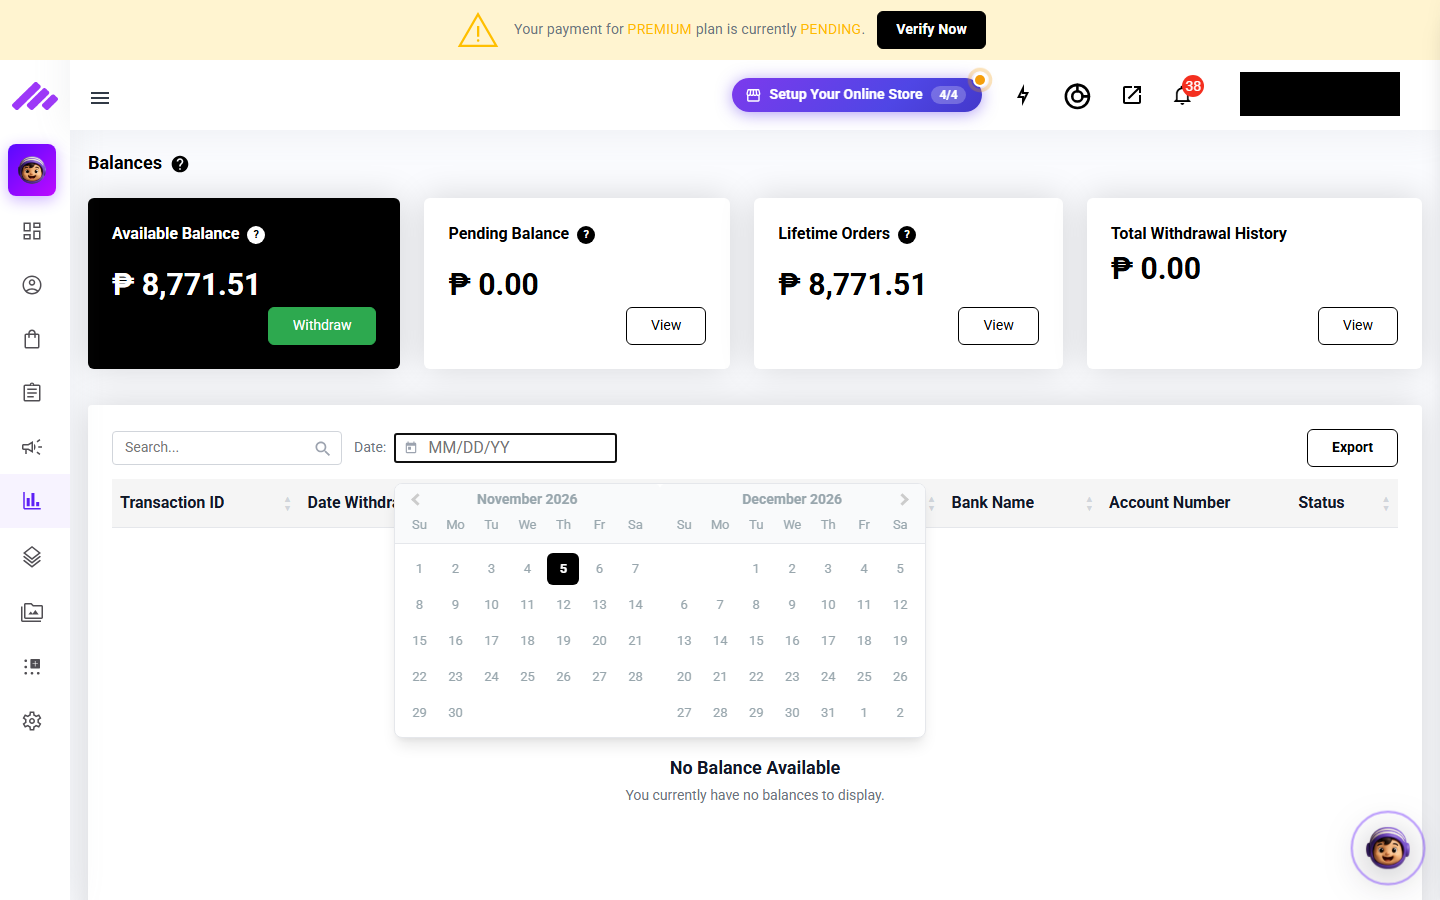 Your payment for PREMIUM plan is currently PENDING.
Verify Now
Setup Your Online Store 4/4
38
Balances ?
Available Balance ?
₱ 8,771.51
Withdraw
Pending Balance ?
₱ 0.00
View
Lifetime Orders ?
₱ 8,771.51
View
Total Withdrawal History
₱ 0.00
View
Search...
Date: MM/DD/YY
Export
Transaction ID Date Withdra Bank Name Account Number Status
November 2026
Su Mo Tu We Th Fr Sa
1 2 3 4 5 6 7
8 9 10 11 12 13 14
15 16 17 18 19 20 21
22 23 24 25 26 27 28
29 30
December 2026
Su Mo Tu We Th Fr Sa
1 2 3 4 5
6 7 8 9 10 11 12
13 14 15 16 17 18 19
20 21 22 23 24 25 26
27 28 29 30 31 1 2
No Balance Available
You currently have no balances to display.